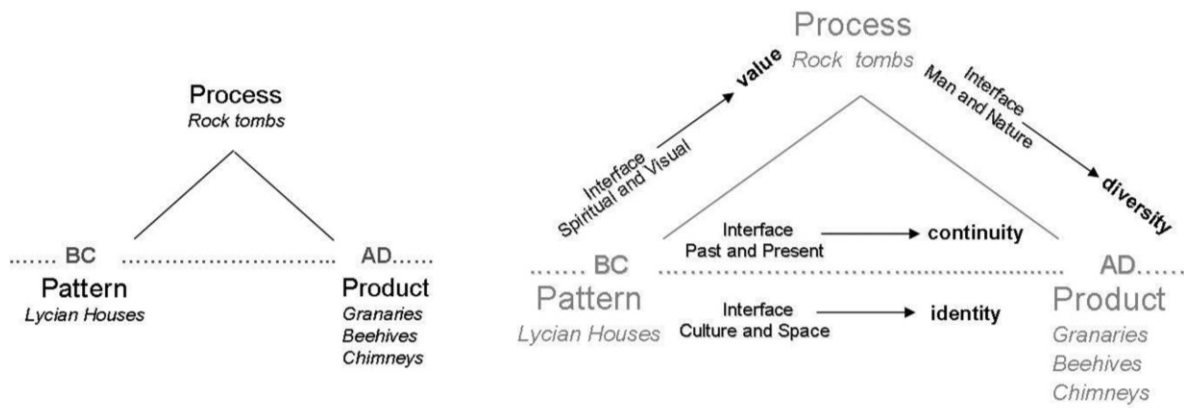 Process
Rock tombs
...... BC ........................ AD......
Pattern
Lycian Houses
Product
Granaries
Beehives
Chimneys
Process
Rock tombs
value
Interface
Spiritual and Visual
Interface
Man and Nature
diversity
Interface
Past and Present
continuity
....... BC ........................ AD......
Pattern
Lycian Houses
Interface
Culture and Space
identity
Product
Granaries
Beehives
Chimneys